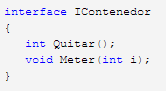 interface IContenedor
{
int Quitar();
void Meter(int i);
}